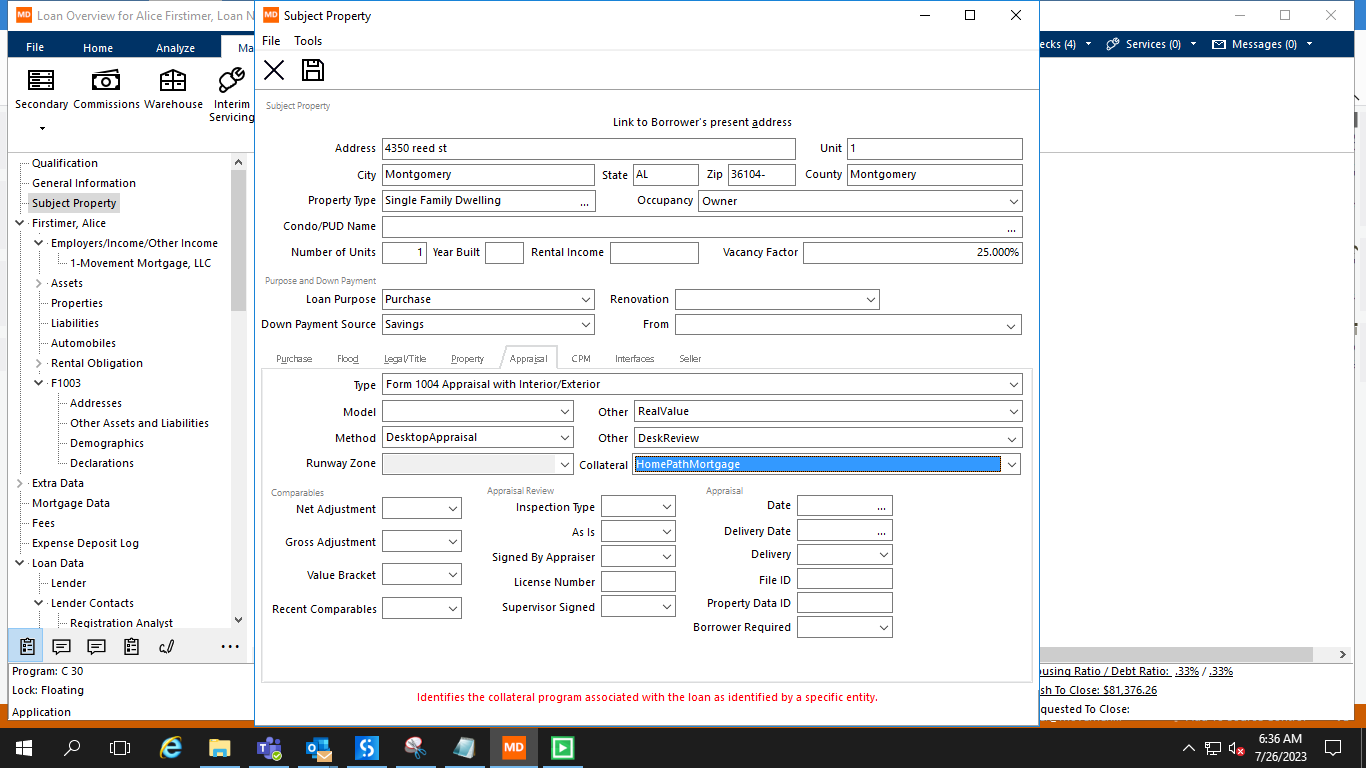 MD Loan Overview for Alice Firstimer, Loan N
MD Subject Property
File Tools
File Home Analyze Ma
ecks (4) Services (0) Messages (0)
Secondary Commissions Warehouse Interim Servicing
Qualification
General Information
Subject Property
Firstimer, Alice
Employers/Income/Other Income
1-Movement Mortgage, LLC
Assets
Properties
Liabilities
Automobiles
Rental Obligation
F1003
Addresses
Other Assets and Liabilities
Demographics
Declarations
Extra Data
Mortgage Data
Fees
Expense Deposit Log
Loan Data
Lender
Lender Contacts
Registration Analyst
...
Program: C 30
Lock: Floating
Application
Subject Property
Link to Borrower's present address
Address 4350 reed st Unit 1
City Montgomery State AL Zip 36104- County Montgomery
Property Type Single Family Dwelling ... Occupancy Owner
Condo/PUD Name ...
Number of Units 1 Year Built Rental Income Vacancy Factor 25.000%
Purpose and Down Payment
Loan Purpose Purchase Renovation
Down Payment Source Savings From
Purchase Flood Legal/Title Property Appraisal CPM Interfaces Seller
Type Form 1004 Appraisal with Interior/Exterior
Model Other RealValue
Method DesktopAppraisal Other DeskReview
Runway Zone Collateral HomePathMortgage
Comparables
Net Adjustment
Gross Adjustment
Value Bracket
Recent Comparables
Appraisal Review
Inspection Type
As Is
Signed By Appraiser
License Number
Supervisor Signed
Appraisal
Date ...
Delivery Date ...
Delivery
File ID
Property Data ID
Borrower Required
Identifies the collateral program associated with the loan as identified by a specific entity.
using Ratio / Debt Ratio: .33% / .33%
sh To Close: $81,376.26
quested To Close:
MD
6:36 AM
7/26/2023